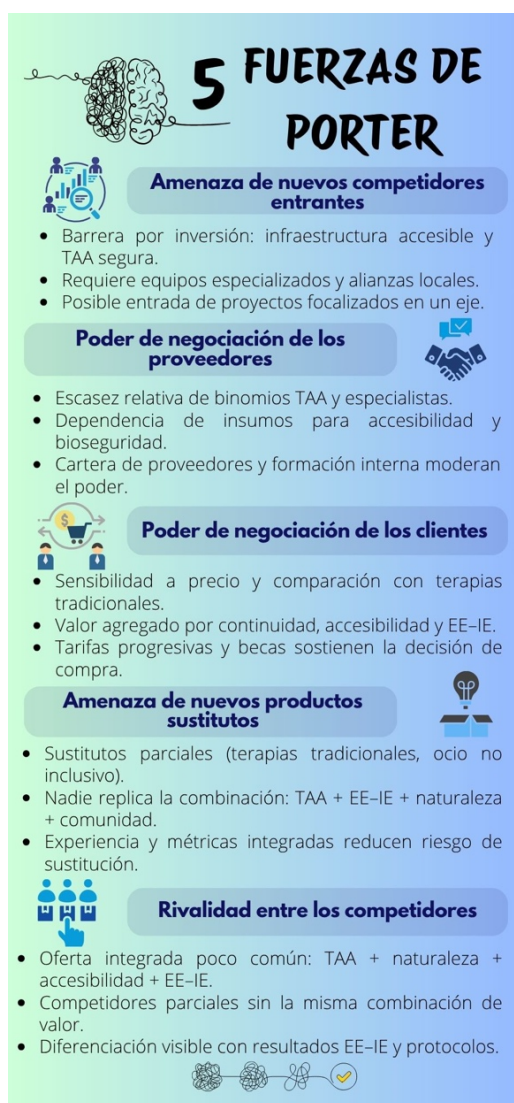 5 FUERZAS DE
PORTER
Amenaza de nuevos competidores
entrantes
• Barrera por inversión: infraestructura accesible y
TAA segura.
• Requiere equipos especializados y alianzas locales.
• Posible entrada de proyectos focalizados en un eje.
Poder de negociación de los
proveedores
• Escasez relativa de binomios TAA y especialistas.
• Dependencia de insumos para accesibilidad y
bioseguridad.
• Cartera de proveedores y formación interna moderan
el poder.
Poder de negociación de los clientes
• Sensibilidad a precio y comparación con terapias
tradicionales.
• Valor agregado por continuidad, accesibilidad y EE–IE.
• Tarifas progresivas y becas sostienen la decisión de
compra.
Amenaza de nuevos productos
sustitutos
• Sustitutos parciales (terapias tradicionales, ocio no
inclusivo).
• Nadie replica la combinación: TAA + EE–IE + naturaleza
+ comunidad.
• Experiencia y métricas integradas reducen riesgo de
sustitución.
Rivalidad entre los competidores
• Oferta integrada poco común: TAA + naturaleza +
accesibilidad + EE–IE.
• Competidores parciales sin la misma combinación de
valor.
• Diferenciación visible con resultados EE–IE y protocolos.